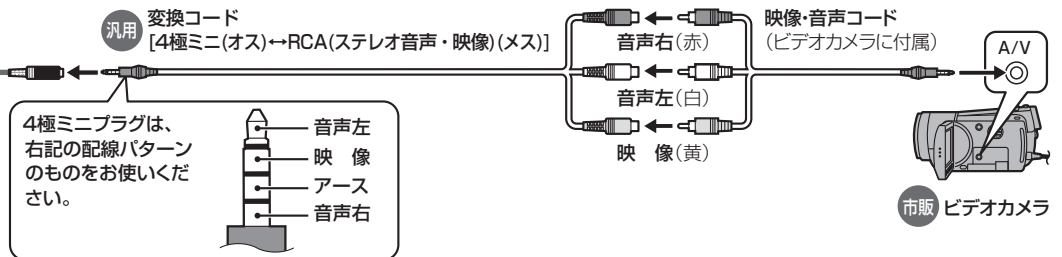 汎用
変換コード
[4極ミニ(オス)↔RCA(ステレオ音声・映像)(メス)]
音声右(赤)
音声左(白)
映　像(黄)
映像・音声コード
(ビデオカメラに付属)
A/V
市販 ビデオカメラ
4極ミニプラグは、
右記の配線パターン
のものをお使いくだ
さい。
音声左
映　像
アース
音声右